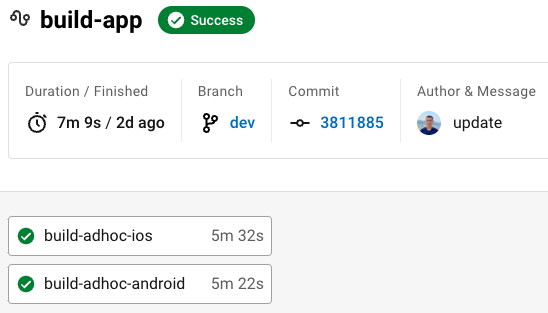 build-app Success
Duration / Finished Branch Commit Author & Message
7m 9s / 2d ago dev 3811885 update
build-adhoc-ios 5m 32s
build-adhoc-android 5m 22s